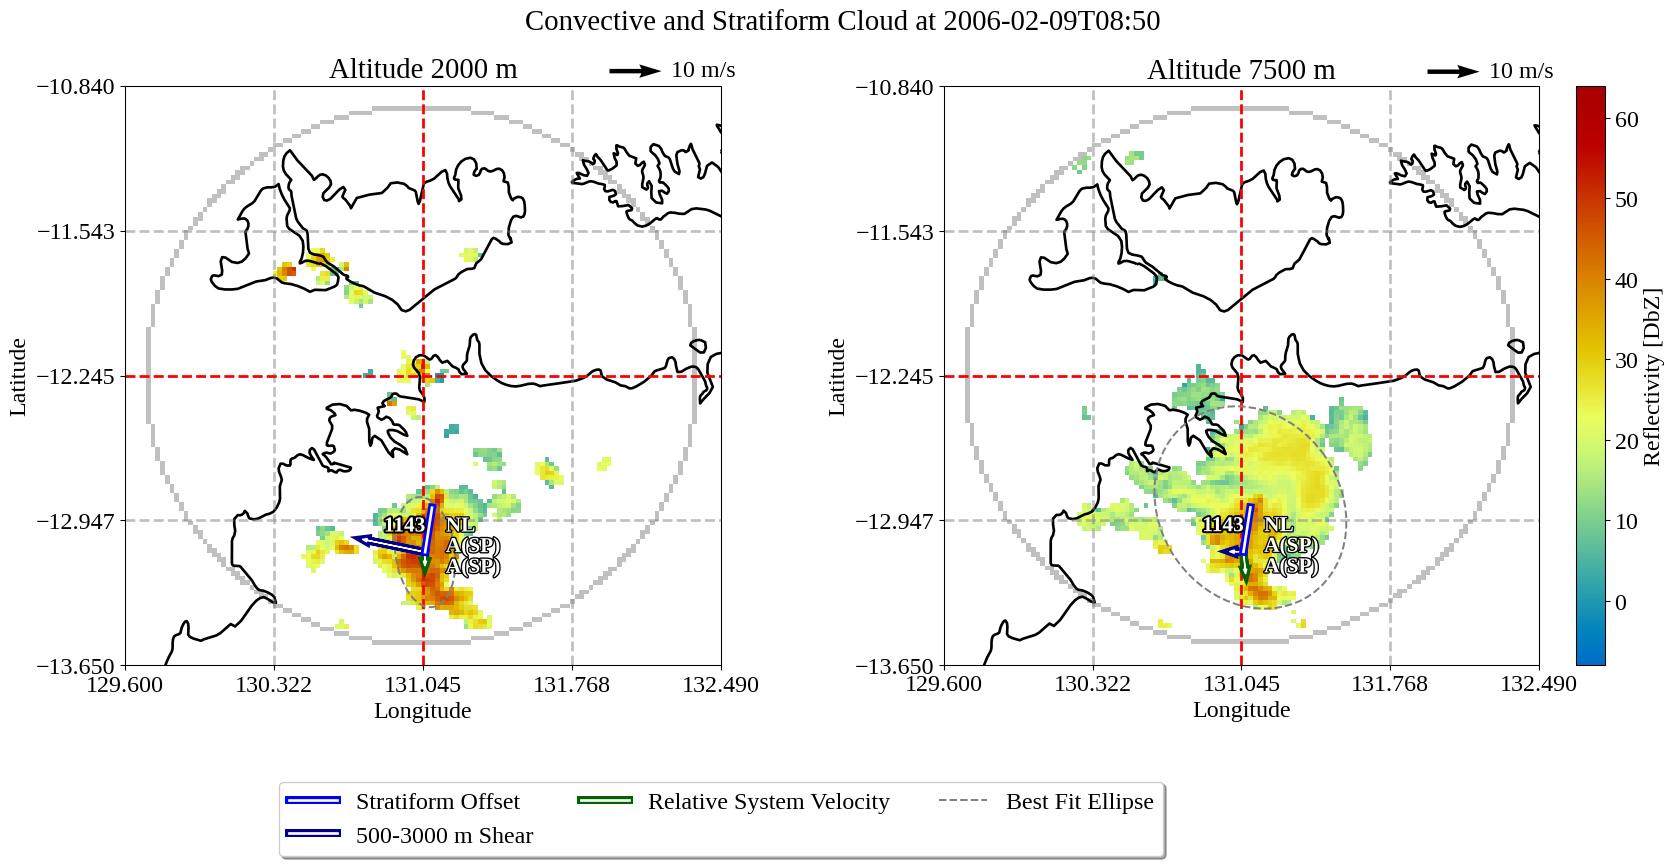 Convective and Stratiform Cloud at 2006-02-09T08:50
Altitude 2000 m
10 m/s
Altitude 7500 m
10 m/s
−10.840
−11.543
−12.245
−12.947
−13.650
Latitude
129.600
130.322
131.045
131.768
132.490
Longitude
1143
NL
A(SP)
A(SP)
−10.840
−11.543
−12.245
−12.947
−13.650
Latitude
129.600
130.322
131.045
131.768
132.490
Longitude
1143
NL
A(SP)
A(SP)
60
50
40
30
20
10
0
Reflectivity [DbZ]
Stratiform Offset
Relative System Velocity
Best Fit Ellipse
500-3000 m Shear